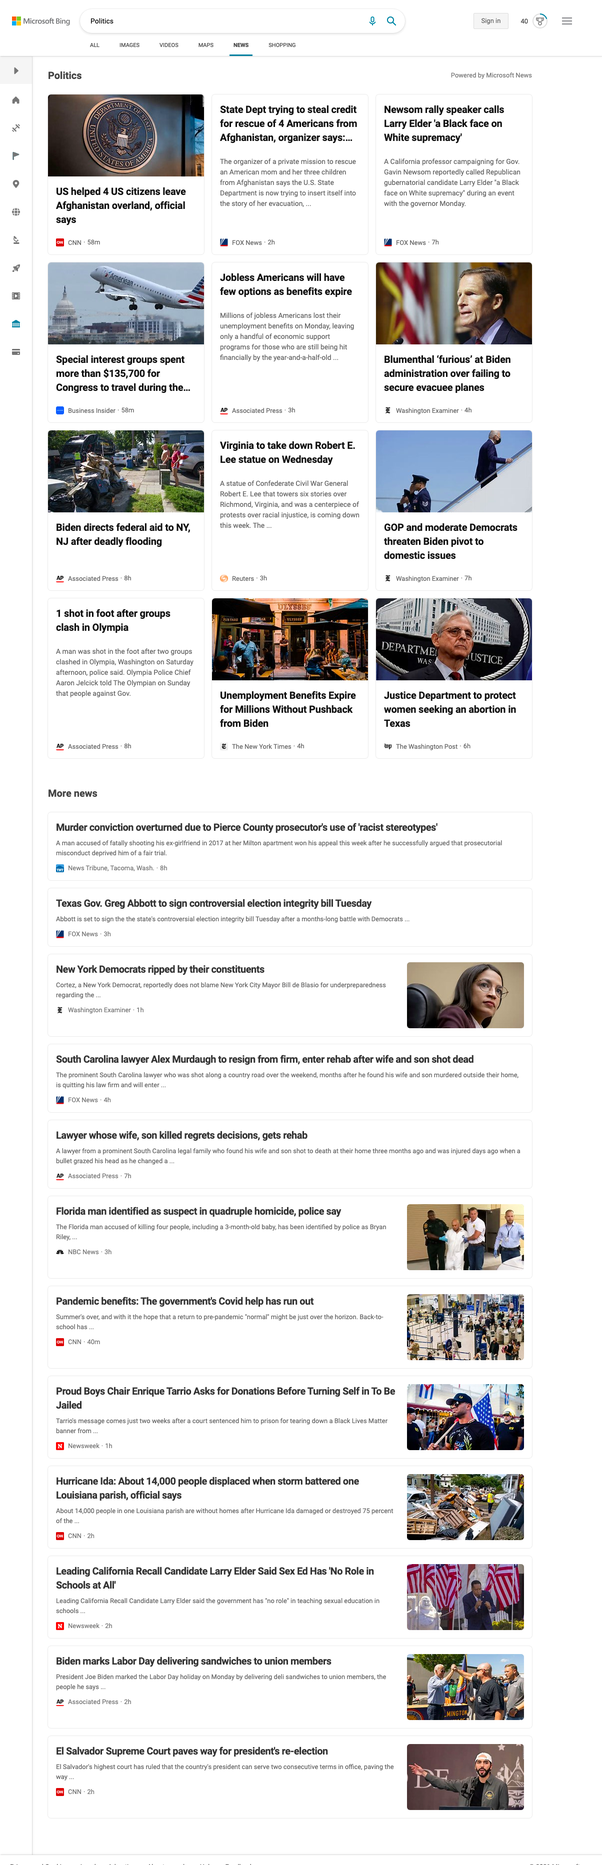 Microsoft Bing
Politics
Sign in
40
ALL IMAGES VIDEOS MAPS NEWS SHOPPING
Politics
Powered by Microsoft News
US helped 4 US citizens leave
Afghanistan overland, official
says
CNN · 58m
State Dept trying to steal credit
for rescue of 4 Americans from
Afghanistan, organizer says:...
The organizer of a private mission to rescue
an American mom and her three children
from Afghanistan says the U.S. State
Department is now trying to insert itself into
the story of her evacuation, ...
FOX News · 2h
Newsom rally speaker calls
Larry Elder 'a Black face on
White supremacy'
A California professor campaigning for Gov.
Gavin Newsom reportedly called Republican
gubernatorial candidate Larry Elder "a Black
face on White supremacy" during an event
with the governor Monday.
FOX News · 7h
American
Special interest groups spent
more than $135,700 for
Congress to travel during the...
Business Insider · 58m
Jobless Americans will have
few options as benefits expire
Millions of jobless Americans lost their
unemployment benefits on Monday, leaving
only a handful of economic support
programs for those who are still being hit
financially by the year-and-a-half-old ...
AP Associated Press · 3h
Blumenthal 'furious' at Biden
administration over failing to
secure evacuee planes
Washington Examiner · 4h
Biden directs federal aid to NY,
NJ after deadly flooding
AP Associated Press · 8h
Virginia to take down Robert E.
Lee statue on Wednesday
A statue of Confederate Civil War General
Robert E. Lee that towers six stories over
Richmond, Virginia, and was a centerpiece of
protests over racial injustice, is coming down
this week. The ...
Reuters · 3h
GOP and moderate Democrats
threaten Biden pivot to
domestic issues
Washington Examiner · 7h
1 shot in foot after groups
clash in Olympia
A man was shot in the foot after two groups
clashed in Olympia, Washington on Saturday
afternoon, police said. Olympia Police Chief
Aaron Jelcick told The Olympian on Sunday
that people against Gov.
AP Associated Press · 8h
Unemployment Benefits Expire
for Millions Without Pushback
from Biden
The New York Times · 4h
DEPARTME
JUSTICE
WAS
Justice Department to protect
women seeking an abortion in
Texas
wp The Washington Post · 6h
More news
Murder conviction overturned due to Pierce County prosecutor's use of 'racist stereotypes'
A man accused of fatally shooting his ex-girlfriend in 2017 at her Milton apartment won his appeal this week after he successfully argued that prosecutorial
misconduct deprived him of a fair trial.
News Tribune, Tacoma, Wash. · 8h
Texas Gov. Greg Abbott to sign controversial election integrity bill Tuesday
Abbott is set to sign the the state's controversial election integrity bill Tuesday after a months-long battle with Democrats ...
FOX News · 3h
New York Democrats ripped by their constituents
Cortez, a New York Democrat, reportedly does not blame New York City Mayor Bill de Blasio for underpreparedness
regarding the ...
Washington Examiner · 1h
South Carolina lawyer Alex Murdaugh to resign from firm, enter rehab after wife and son shot dead
The prominent South Carolina lawyer who was shot along a country road over the weekend, months after he found his wife and son murdered outside their home,
is quitting his law firm and will enter ...
FOX News · 4h
Lawyer whose wife, son killed regrets decisions, gets rehab
A lawyer from a prominent South Carolina legal family who found his wife and son shot to death at their home three months ago and was injured days ago when a
bullet grazed his head as he changed a ...
AP Associated Press · 7h
Florida man identified as suspect in quadruple homicide, police say
The Florida man accused of killing four people, including a 3-month-old baby, has been identified by police as Bryan
Riley, ...
NBC News · 3h
Pandemic benefits: The government's Covid help has run out
Summer's over, and with it the hope that a return to pre-pandemic "normal" might be just over the horizon. Back-to-
school has ...
CNN · 40m
Proud Boys Chair Enrique Tarrio Asks for Donations Before Turning Self in To Be
Jailed
Tarrio's message comes just two weeks after a court sentenced him to prison for tearing down a Black Lives Matter
banner from ...
N Newsweek · 1h
Hurricane Ida: About 14,000 people displaced when storm battered one
Louisiana parish, official says
About 14,000 people in one Louisiana parish are without homes after Hurricane Ida damaged or destroyed 75 percent
of the ...
CNN · 2h
Leading California Recall Candidate Larry Elder Said Sex Ed Has 'No Role in
Schools at All'
Leading California Recall Candidate Larry Elder said the government has "no role" in teaching sexual education in
schools ...
N Newsweek · 2h
Biden marks Labor Day delivering sandwiches to union members
President Joe Biden marked the Labor Day holiday on Monday by delivering deli sandwiches to union members, the
people he says ...
AP Associated Press · 2h
El Salvador Supreme Court paves way for president's re-election
El Salvador's highest court has ruled that the country's president can serve two consecutive terms in office, paving the
way ...
CNN · 2h